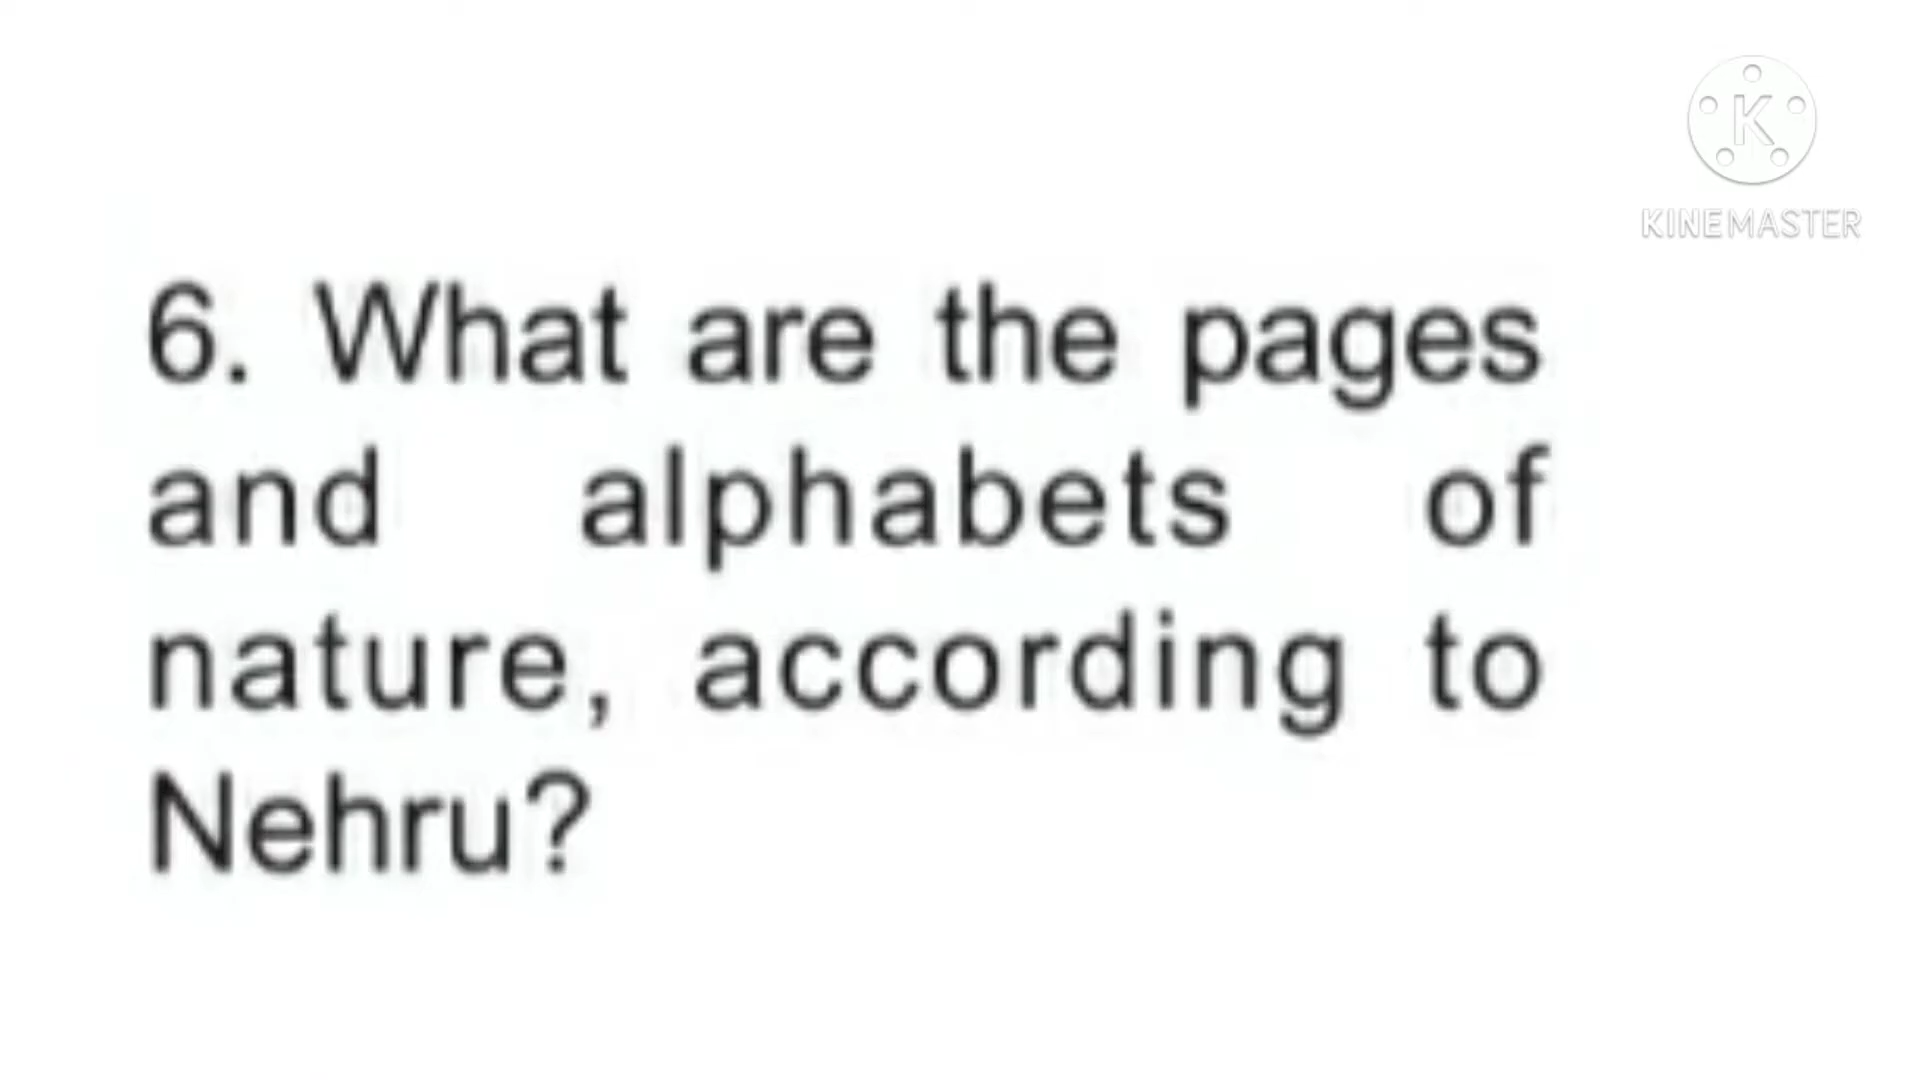 K
KINEMASTER
6. What are the pages
and alphabets of
nature, according to
Nehru?